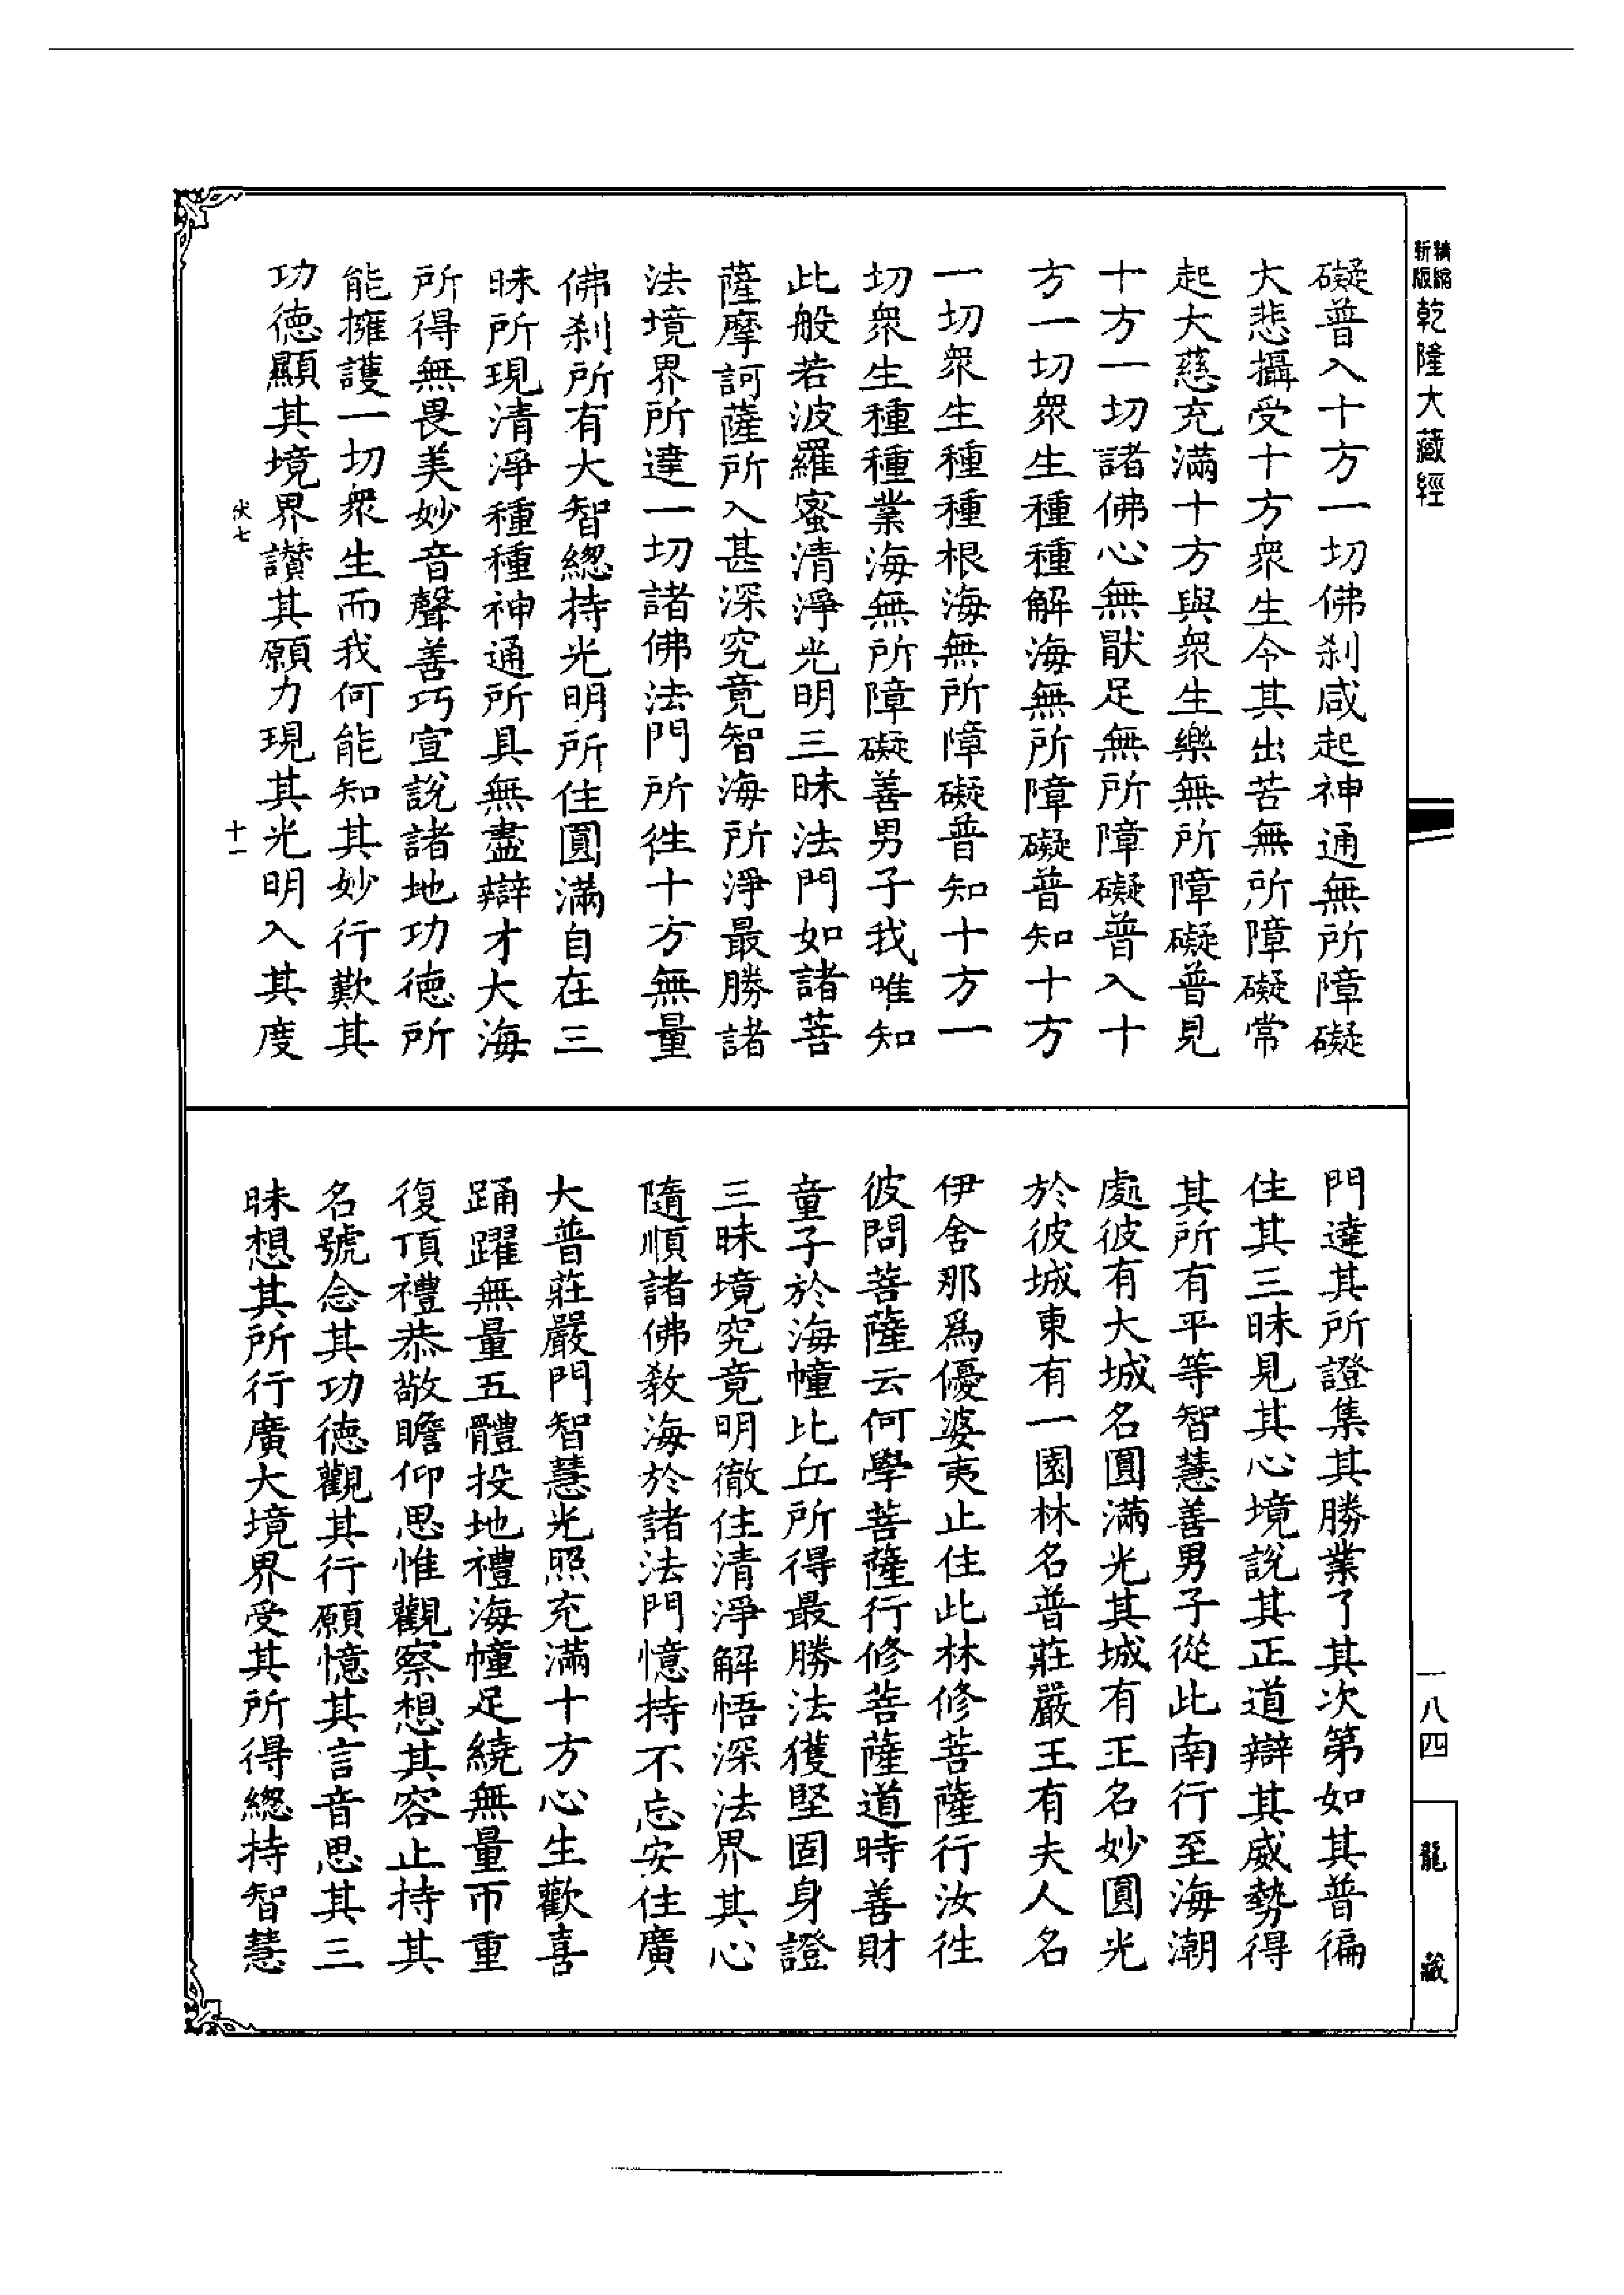 精編
新版
乾隆大藏經
礙普入十方一切佛刹咸起神通無所障礙
大悲攝受十方衆生令其出苦無所障礙常
起大慈充滿十方與衆生樂無所障礙普見
十方一切諸佛心無猒足無所障礙普入十
方一切衆生種種解海無所障礙普知十方
一切衆生種種根海無所障礙普知十方一
切衆生種種業海無所障礙善男子我唯知
此般若波羅蜜清淨光明三昧法門如諸菩
薩摩訶薩所入甚深究竟智海所淨最勝諸
法境界所達一切諸佛法門所徃十方無量
佛刹所有大智總持光明所住圓滿自在三
昧所現清淨種種神通所具無盡辯才大海
所得無畏美妙音聲善巧宣說諸地功德所
能擁護一切衆生而我何能知其妙行歎其
功德顯其境界讚其願力現其光明入其度
伏七
十一
門達其所證集其勝業了其次第如其普徧
住其三昧見其心境說其正道辯其威勢得
其所有平等智慧善男子從此南行至海潮
處彼有大城名圓滿光其城有王名妙圓光
於彼城東有一園林名普莊嚴王有夫人名
伊舍那爲優婆夷止住此林修菩薩行汝徃
彼問菩薩云何學菩薩行修菩薩道時善財
童子於海幢比丘所得最勝法獲堅固身證
三昧境究竟明徹住清淨解悟深法界其心
隨順諸佛敎海於諸法門憶持不忘安住廣
大普莊嚴門智慧光照充滿十方心生歡喜
踊躍無量五體投地禮海幢足繞無量帀重
復頂禮恭敬瞻仰思惟觀察想其容止持其
名號念其功德觀其行願憶其言音思其三
昧想其所行廣大境界受其所得總持智慧
一八四
龍藏